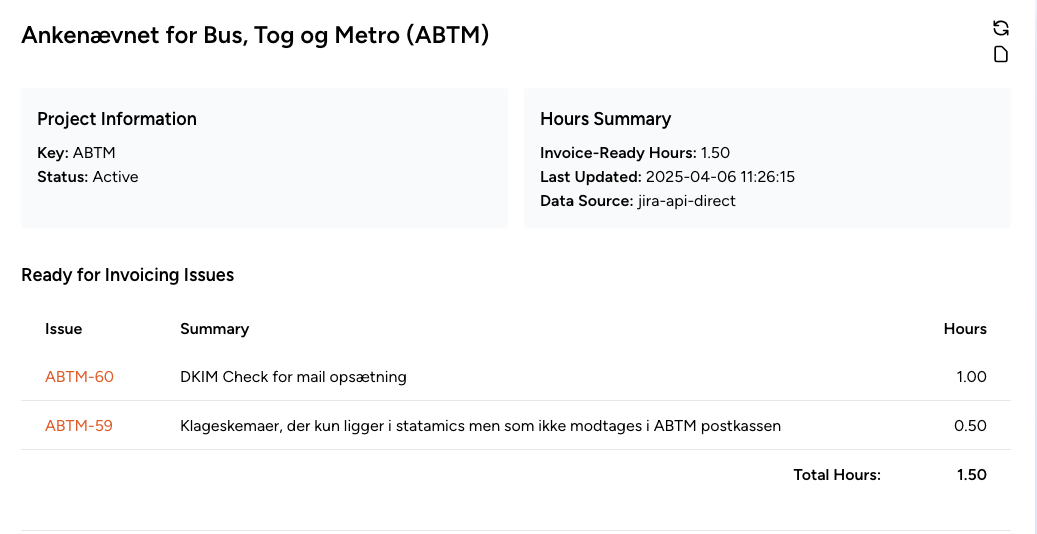 Ankenævnet for Bus, Tog og Metro (ABTM)
Project Information
Key: ABTM
Status: Active
Hours Summary
Invoice-Ready Hours: 1.50
Last Updated: 2025-04-06 11:26:15
Data Source: jira-api-direct
Ready for Invoicing Issues
Issue Summary Hours
ABTM-60 DKIM Check for mail opsætning 1.00
ABTM-59 Klageskemaer, der kun ligger i statamics men som ikke modtages i ABTM postkassen 0.50
Total Hours: 1.50